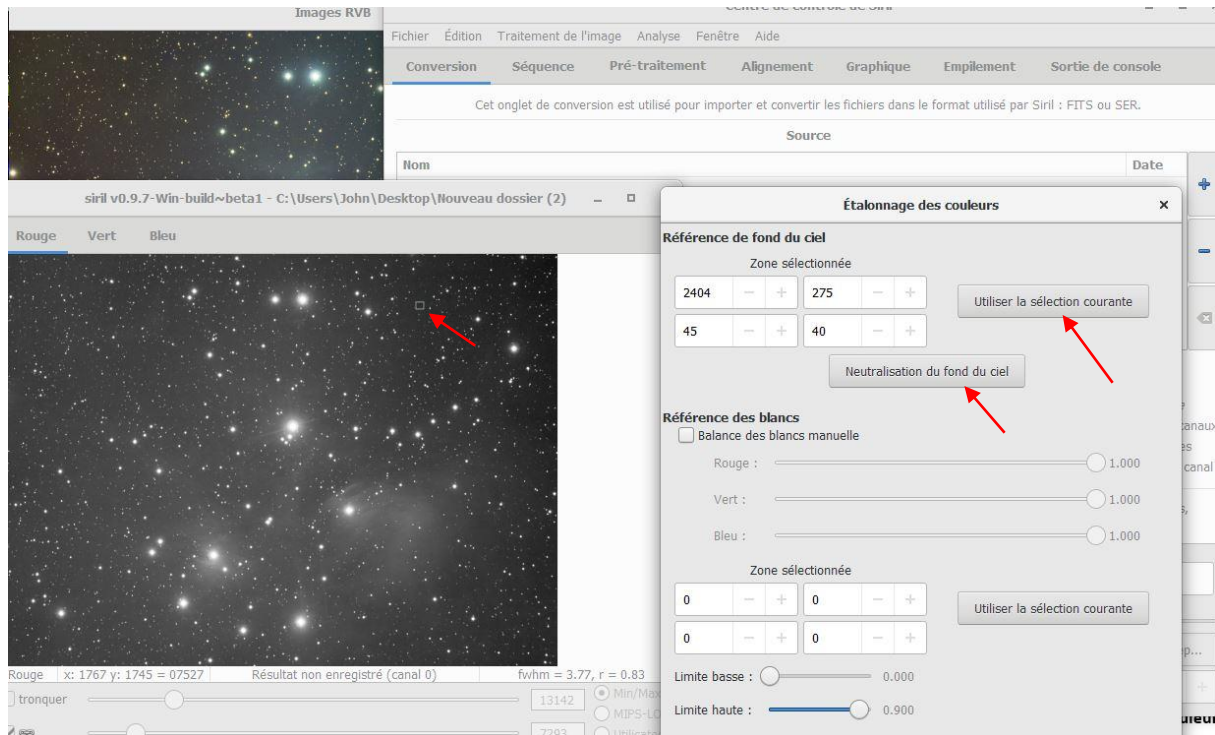 Images RVB
Centre de contrôle de Siril
Fichier Édition Traitement de l'image Analyse Fenêtre Aide
Conversion Séquence Pré-traitement Alignement Graphique Empilement Sortie de console
Cet onglet de conversion est utilisé pour importer et convertir les fichiers dans le format utilisé par Siril : FITS ou SER.
Source
Nom Date
siril v0.9.7-Win-build~beta1 - C:\Users\John\Desktop\Nouveau dossier (2)
Rouge Vert Bleu
Étalonnage des couleurs
Référence de fond du ciel
Zone sélectionnée
2404 275
Utiliser la sélection courante
45 40
Neutralisation du fond du ciel
Référence des blancs
Balance des blancs manuelle
Rouge : 1.000
Vert : 1.000
Bleu : 1.000
Zone sélectionnée
0 0
Utiliser la sélection courante
0 0
Limite basse : 0.000
Limite haute : 0.900
canal
Rouge x: 1767 y: 1745 = 07527 Résultat non enregistré (canal 0) fwhm = 3.77, r = 0.83
tronquer 13142 Min/Max
7293